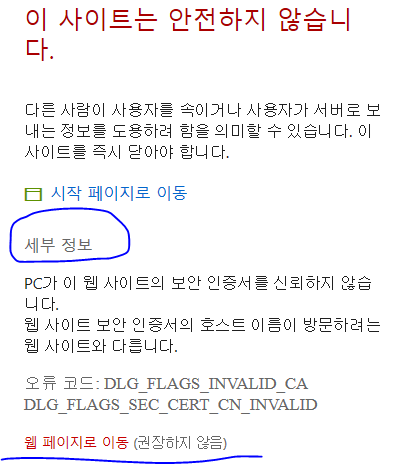 이 사이트는 안전하지 않습니
다.
다른 사람이 사용자를 속이거나 사용자가 서버로 보
내는 정보를 도용하려 함을 의미할 수 있습니다. 이
사이트를 즉시 닫아야 합니다.
시작 페이지로 이동
세부 정보
PC가 이 웹 사이트의 보안 인증서를 신뢰하지 않습
니다.
웹 사이트 보안 인증서의 호스트 이름이 방문하려는
웹 사이트와 다릅니다.
오류 코드: DLG_FLAGS_INVALID_CA
DLG_FLAGS_SEC_CERT_CN_INVALID
웹 페이지로 이동 (권장하지 않음)